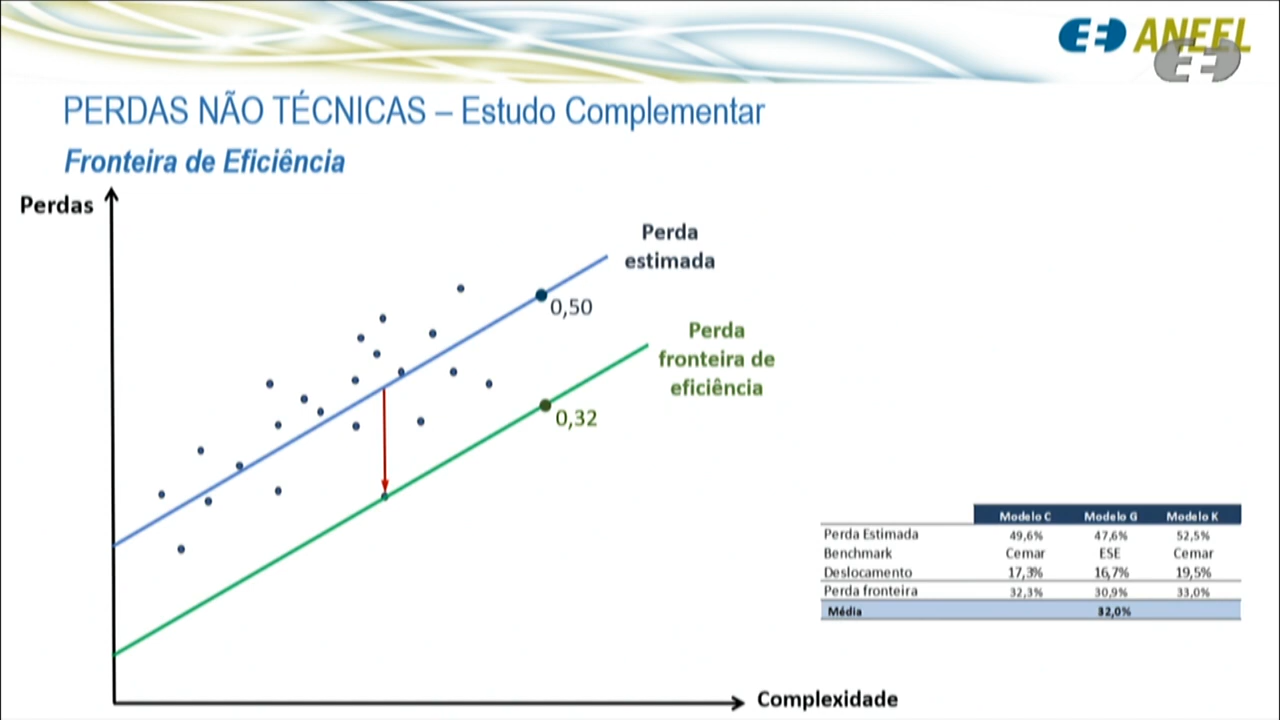 ANEEL
PERDAS NÃO TÉCNICAS – Estudo Complementar
Fronteira de Eficiência
Perdas
Perda
estimada
0,50
Perda
fronteira de
eficiência
0,32
Modelo C Modelo G Modelo K
Perda Estimada 49,6% 47,6% 52,5%
Benchmark Cemar ESE Cemar
Deslocamento 17,3% 16,7% 19,5%
Perda fronteira 32,3% 30,9% 33,0%
Média 32,0%
Complexidade